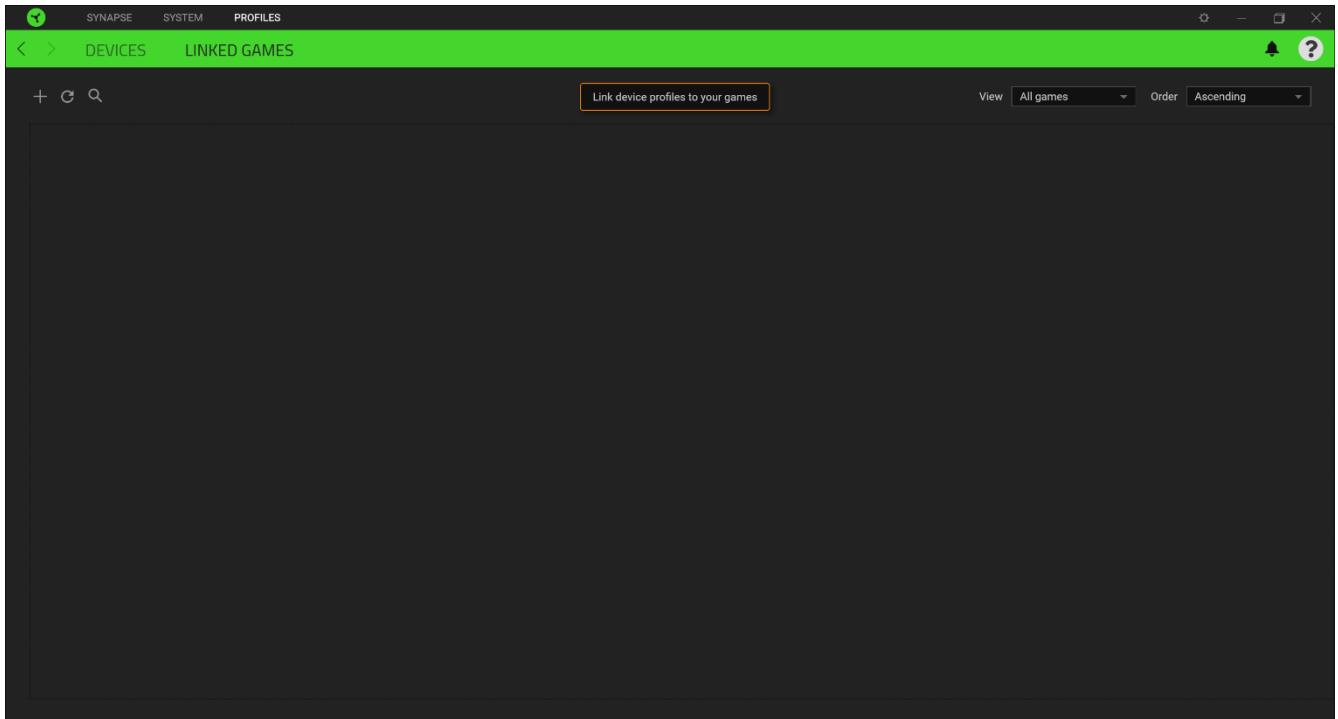 SYNAPSE SYSTEM PROFILES
DEVICES LINKED GAMES
Link device profiles to your games View All games Order Ascending